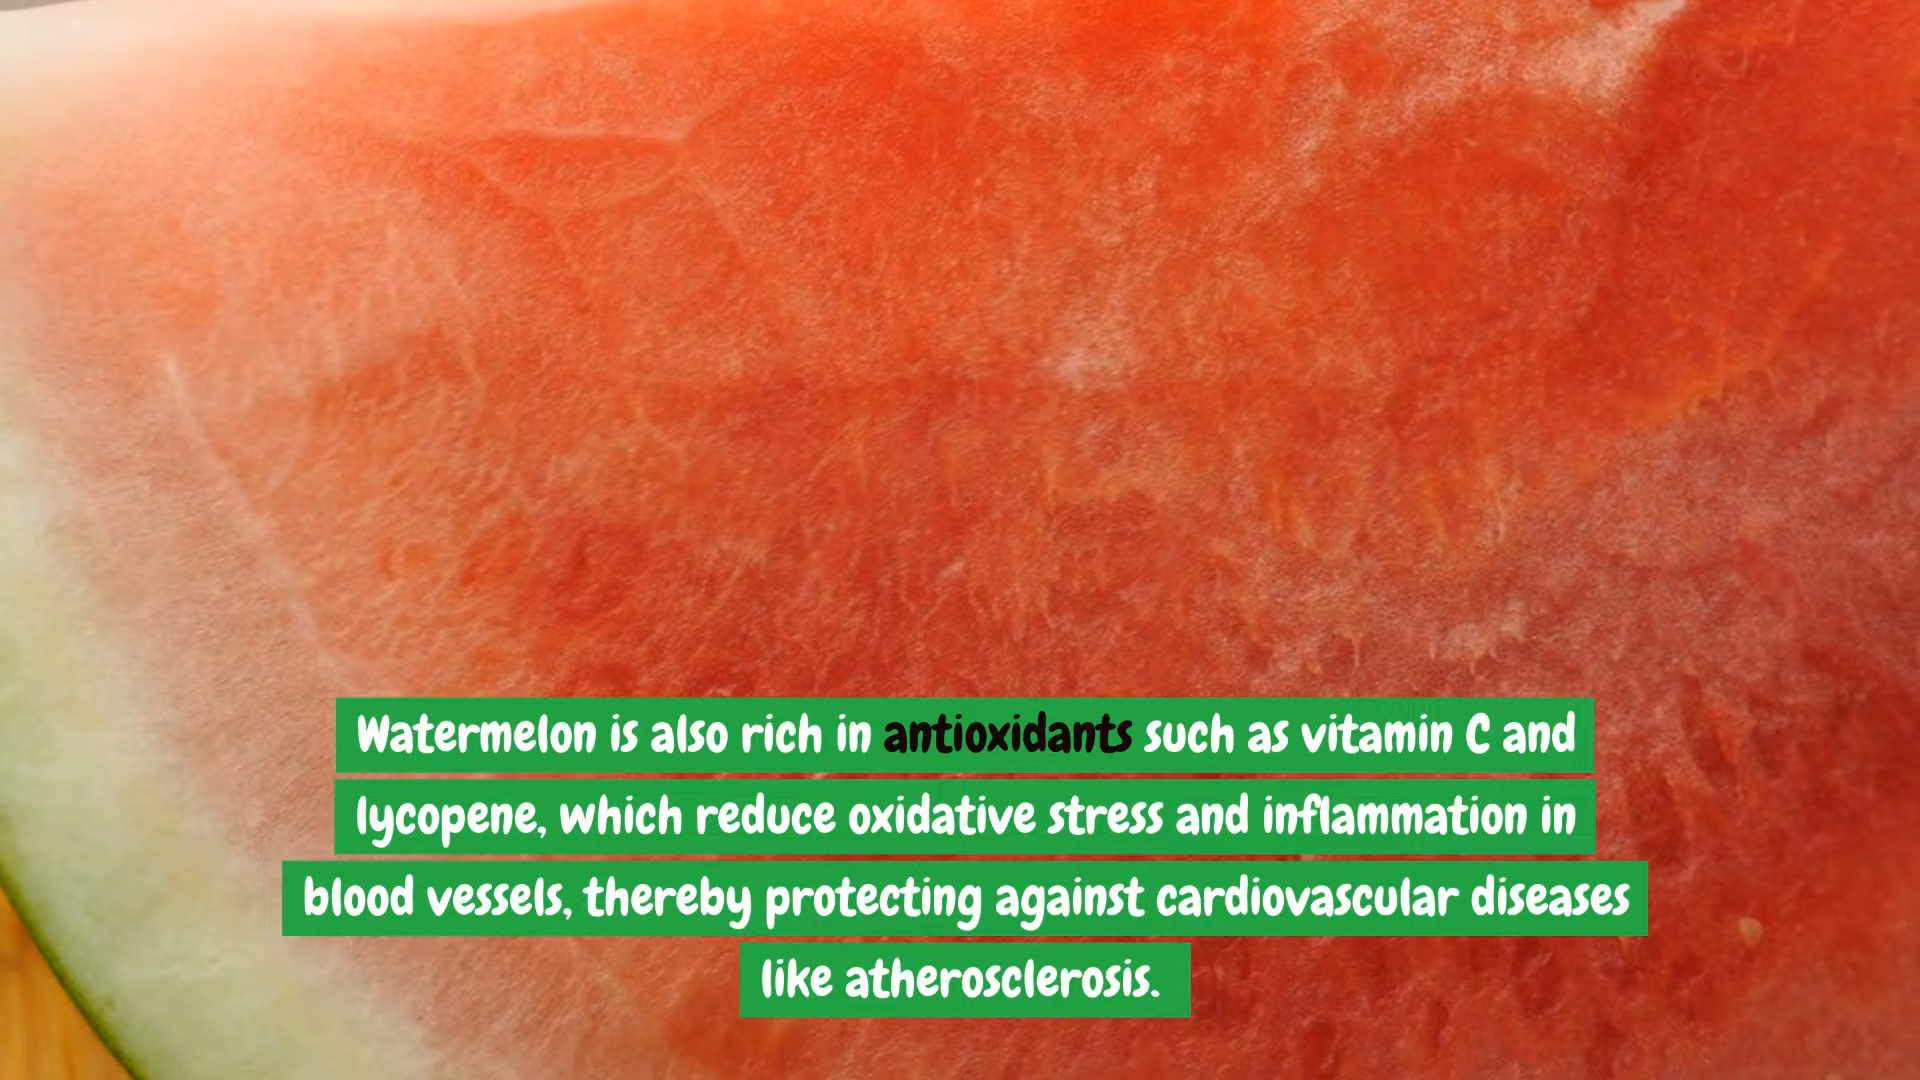 Watermelon is also rich in antioxidants such as vitamin C and
lycopene, which reduce oxidative stress and inflammation in
blood vessels, thereby protecting against cardiovascular diseases
like atherosclerosis.